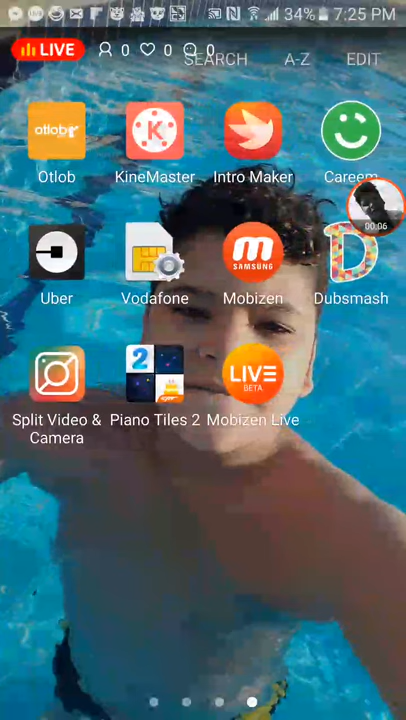 34% 7:25 PM
LIVE 0 0 0
SEARCH A-Z EDIT
otlob
K
Otlob KineMaster Intro Maker Careem
00:06
m
SAMSUNG
D
Uber Vodafone Mobizen Dubsmash
2
LIVE
BETA
Split Video & Piano Tiles 2 Mobizen Live
Camera